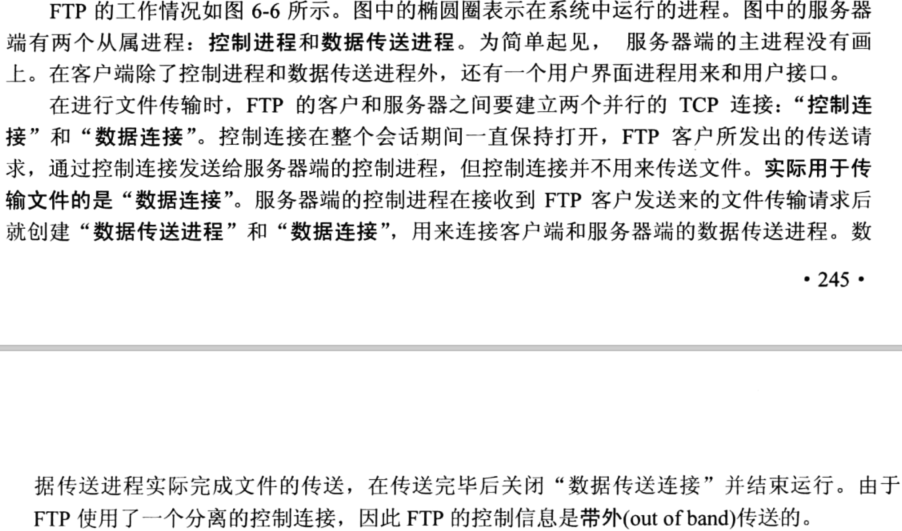 FTP 的工作情况如图 6-6 所示。图中的椭圆圈表示在系统中运行的进程。图中的服务器
端有两个从属进程：控制进程和数据传送进程。为简单起见， 服务器端的主进程没有画
上。在客户端除了控制进程和数据传送进程外，还有一个用户界面进程用来和用户接口。
在进行文件传输时，FTP 的客户和服务器之间要建立两个并行的 TCP 连接：“控制连
接”和“数据连接”。控制连接在整个会话期间一直保持打开，FTP 客户所发出的传送请
求，通过控制连接发送给服务器端的控制进程，但控制连接并不用来传送文件。实际用于传
输文件的是“数据连接”。服务器端的控制进程在接收到 FTP 客户发送来的文件传输请求后
就创建“数据传送进程”和“数据连接”，用来连接客户端和服务器端的数据传送进程。数
• 245 •
据传送进程实际完成文件的传送，在传送完毕后关闭“数据传送连接”并结束运行。由于
FTP 使用了一个分离的控制连接，因此 FTP 的控制信息是带外(out of band)传送的。